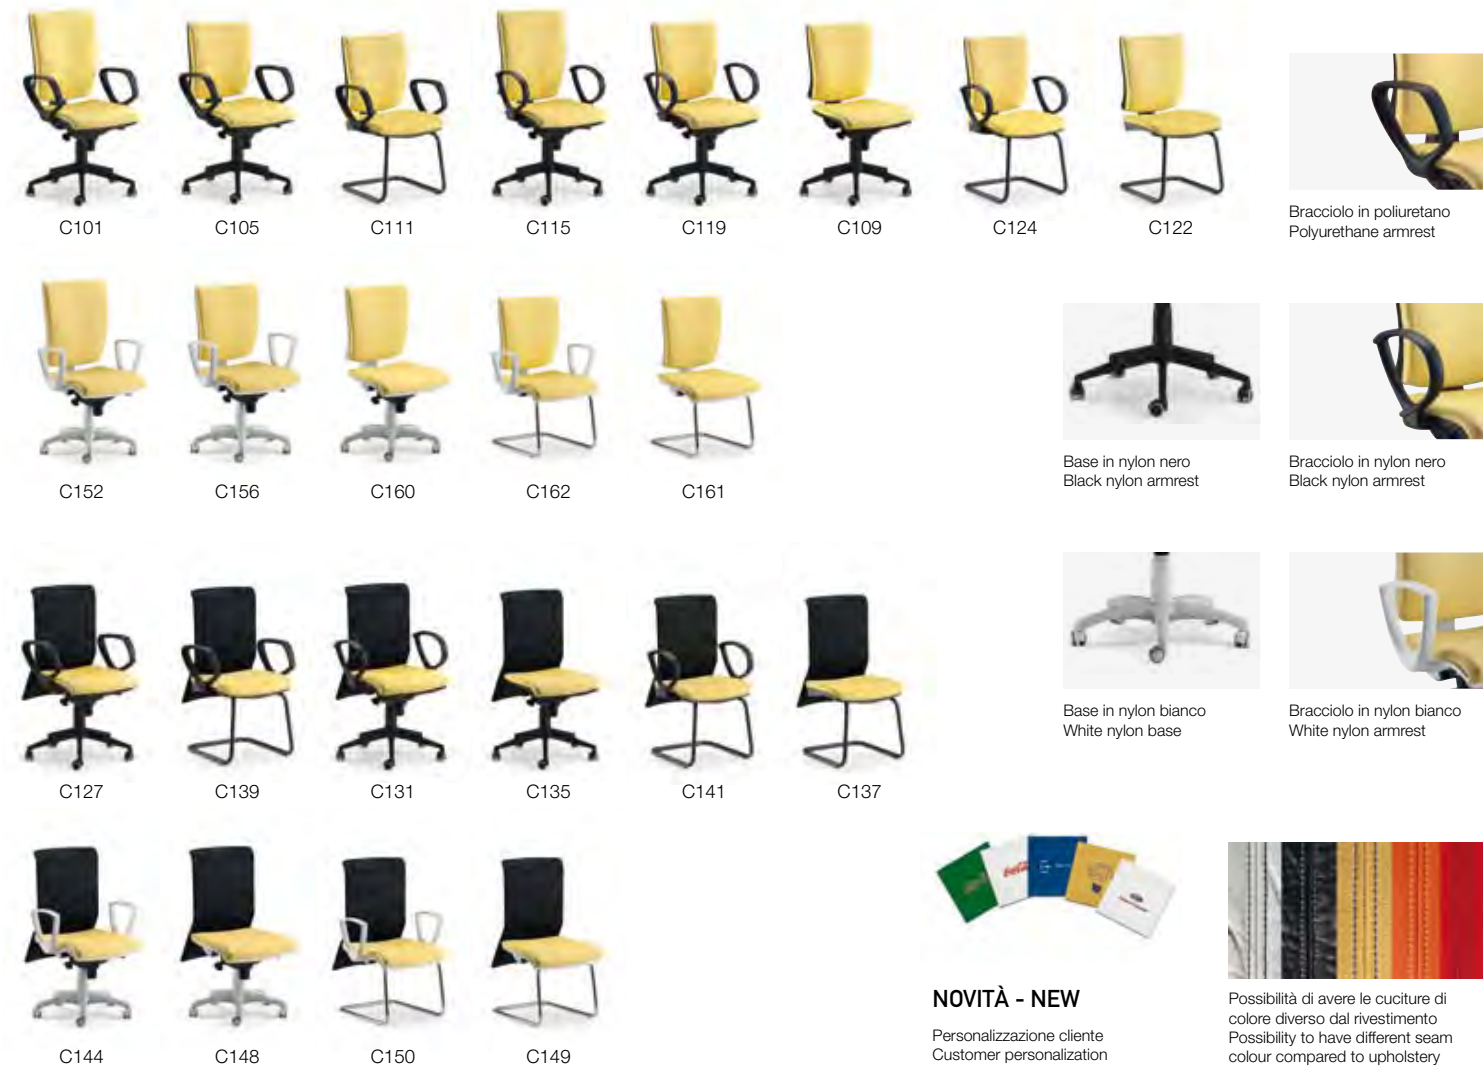 C101
C105
C111
C115
C119
C109
C124
C122
Bracciolo in poliuretano
Polyurethane armrest
C152
C156
C160
C162
C161
Base in nylon nero
Black nylon armrest
Bracciolo in nylon nero
Black nylon armrest
C127
C139
C131
C135
C141
C137
Base in nylon bianco
White nylon base
Bracciolo in nylon bianco
White nylon armrest
C144
C148
C150
C149
NOVITÀ - NEW
Personalizzazione cliente
Customer personalization
Possibilità di avere le cuciture di
colore diverso dal rivestimento
Possibility to have different seam
colour compared to upholstery